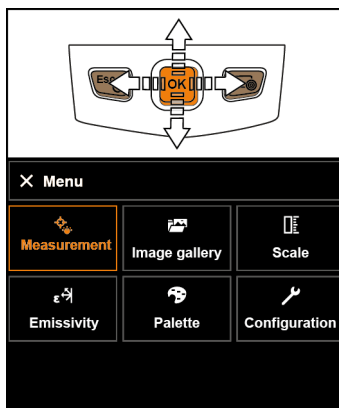 Esc
OK
× Menu
Measurement
Image gallery
Scale
ε
Emissivity
Palette
Configuration